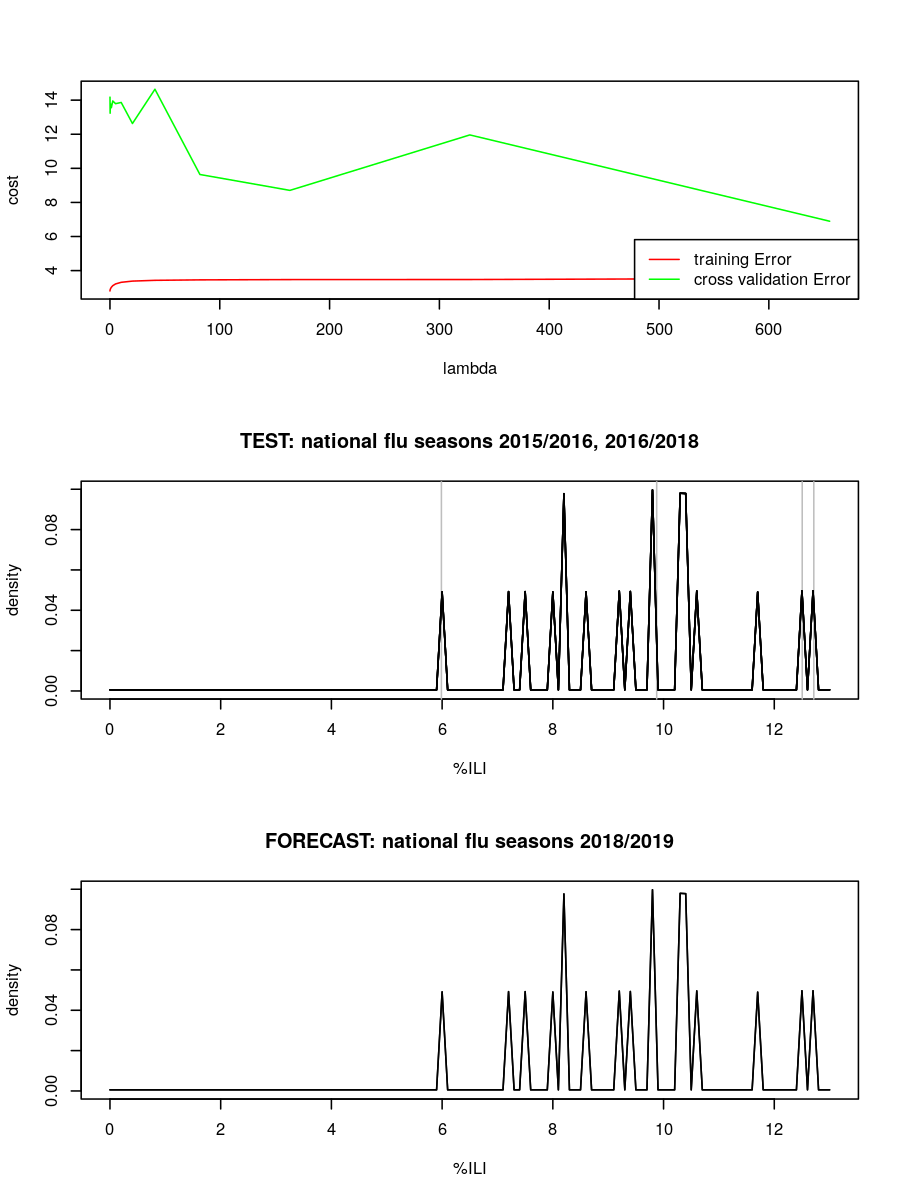 14
12
10
8
6
4
cost
training Error
cross validation Error
0 100 200 300 400 500 600
lambda
TEST: national flu seasons 2015/2016, 2016/2018
0.08
0.04
0.00
density
0 2 4 6 8 10 12
%ILI
FORECAST: national flu seasons 2018/2019
0.08
0.04
0.00
density
0 2 4 6 8 10 12
%ILI